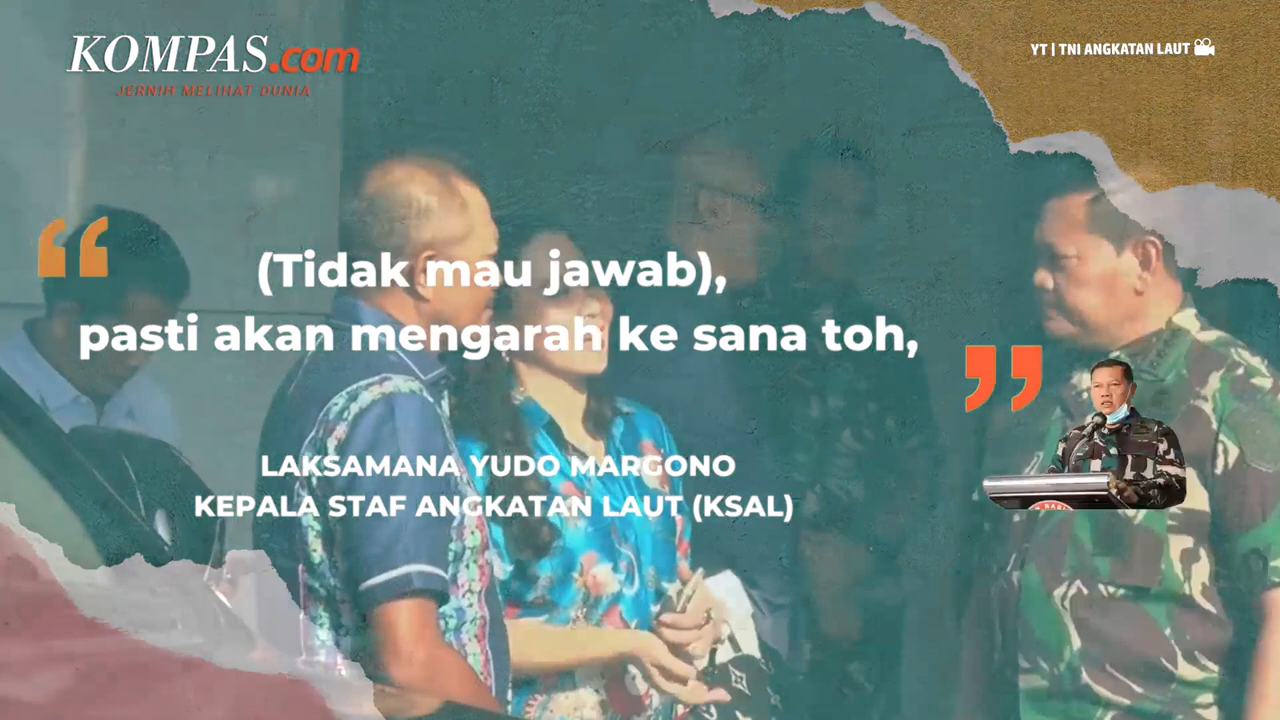 KOMPAS.com
JERNIH MELIHAT DUNIA
YT | TNI ANGKATAN LAUT
“
(Tidak mau jawab),
pasti akan mengarah ke sana toh,
”
LAKSAMANA YUDO MARGONO
KEPALA STAF ANGKATAN LAUT (KSAL)